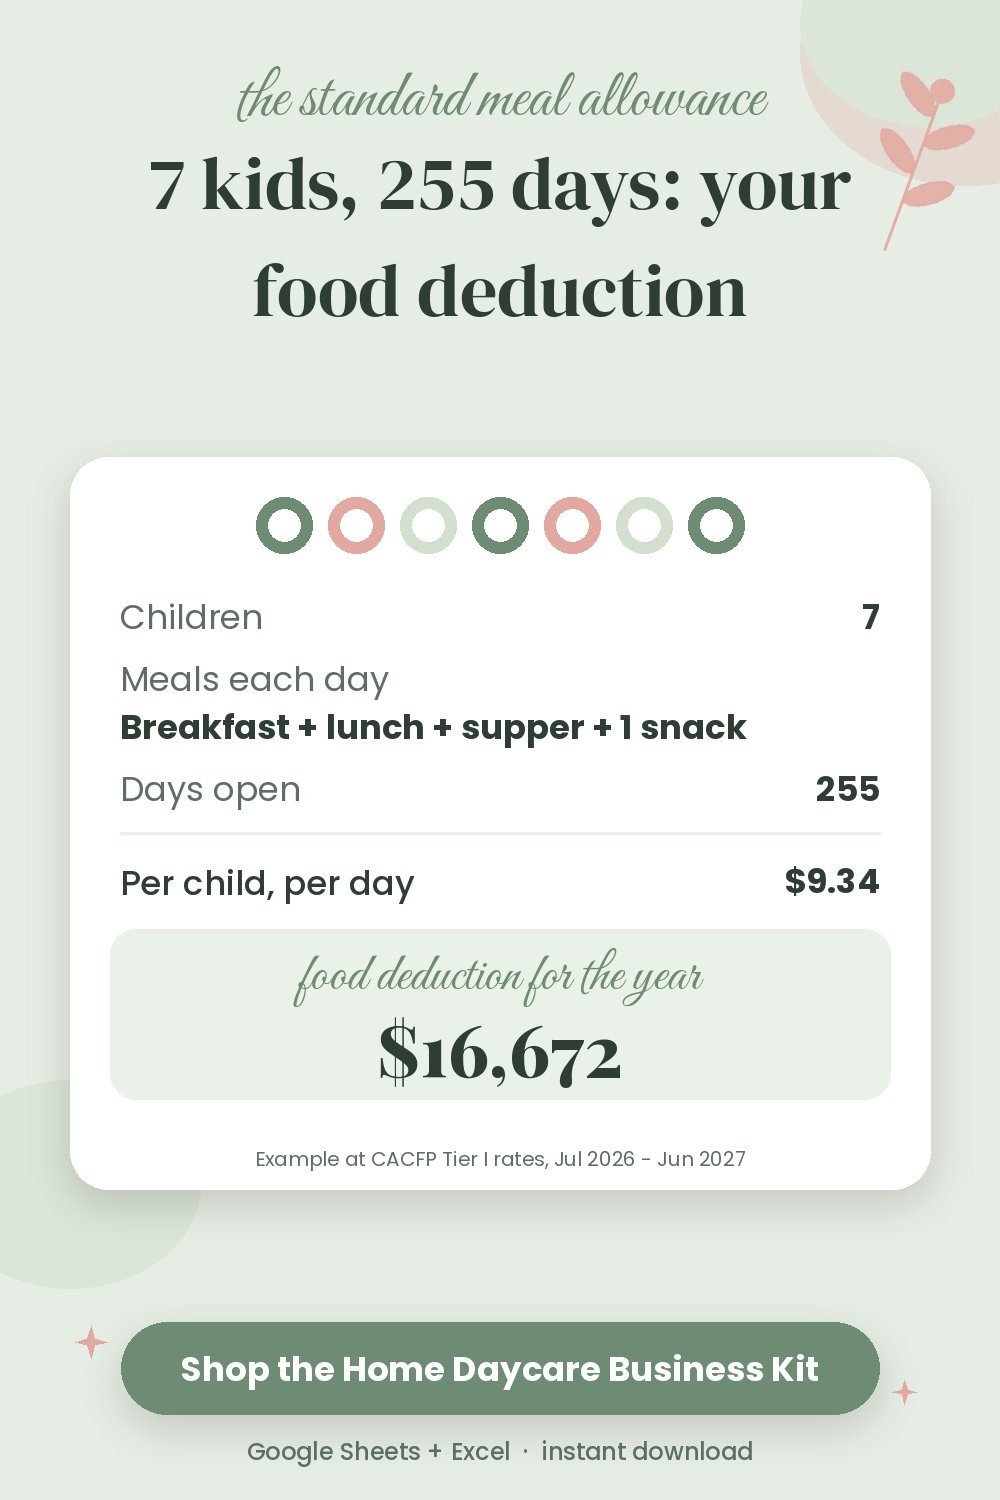 the standard meal allowance
7 kids, 255 days: your
food deduction
Children 7
Meals each day
Breakfast + lunch + supper + 1 snack
Days open 255
Per child, per day $9.34
food deduction for the year
$16,672
Example at CACFP Tier I rates, Jul 2026 - Jun 2027
Shop the Home Daycare Business Kit
Google Sheets + Excel · instant download